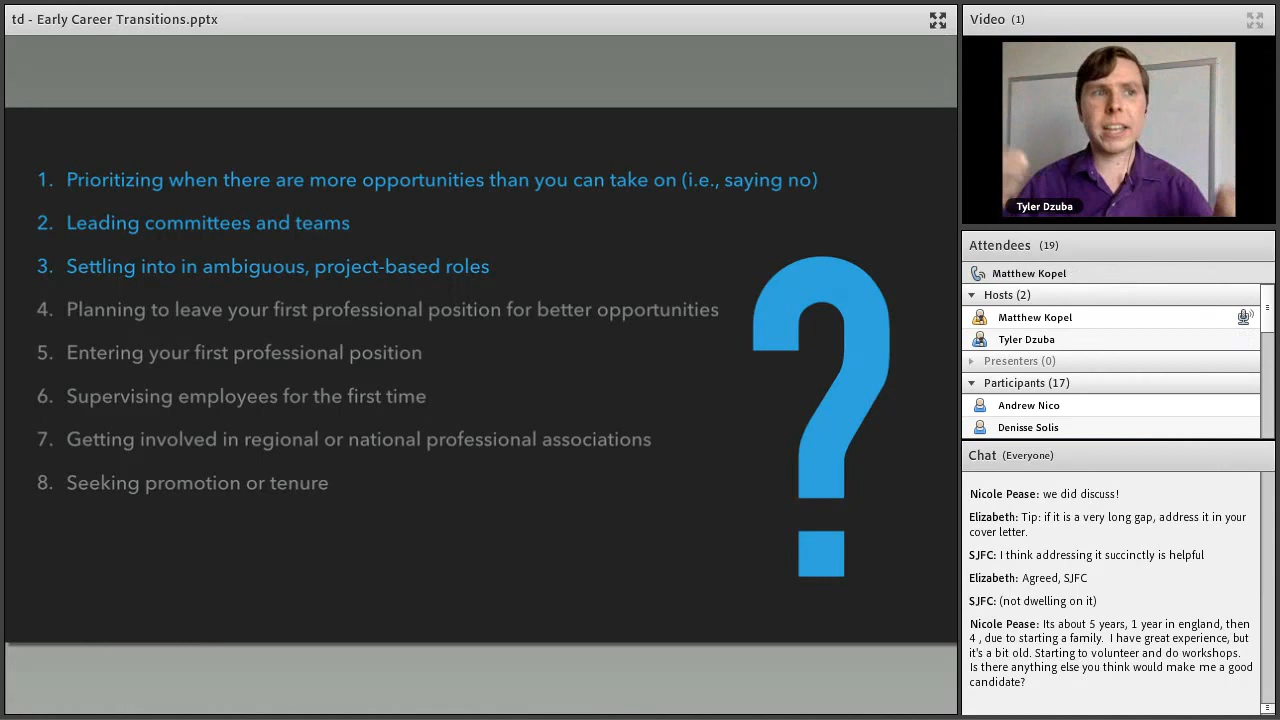 td - Early Career Transitions.pptx
1. Prioritizing when there are more opportunities than you can take on (i.e., saying no)
2. Leading committees and teams
3. Settling into in ambiguous, project-based roles
4. Planning to leave your first professional position for better opportunities
5. Entering your first professional position
6. Supervising employees for the first time
7. Getting involved in regional or national professional associations
8. Seeking promotion or tenure
?
Video (1)
Tyler Dzuba
Attendees (19)
Matthew Kopel
Hosts (2)
Matthew Kopel
Tyler Dzuba
Presenters (0)
Participants (17)
Andrew Nico
Denisse Solis
Chat (Everyone)
Nicole Pease: we did discuss!
Elizabeth: Tip: if it is a very long gap, address it in your
cover letter.
SJFC: I think addressing it succinctly is helpful
Elizabeth: Agreed, SJFC
SJFC: (not dwelling on it)
Nicole Pease: Its about 5 years, 1 year in england, then
4 , due to starting a family. I have great experience, but
it's a bit old. Starting to volunteer and do workshops.
Is there anything else you think would make me a good
candidate?